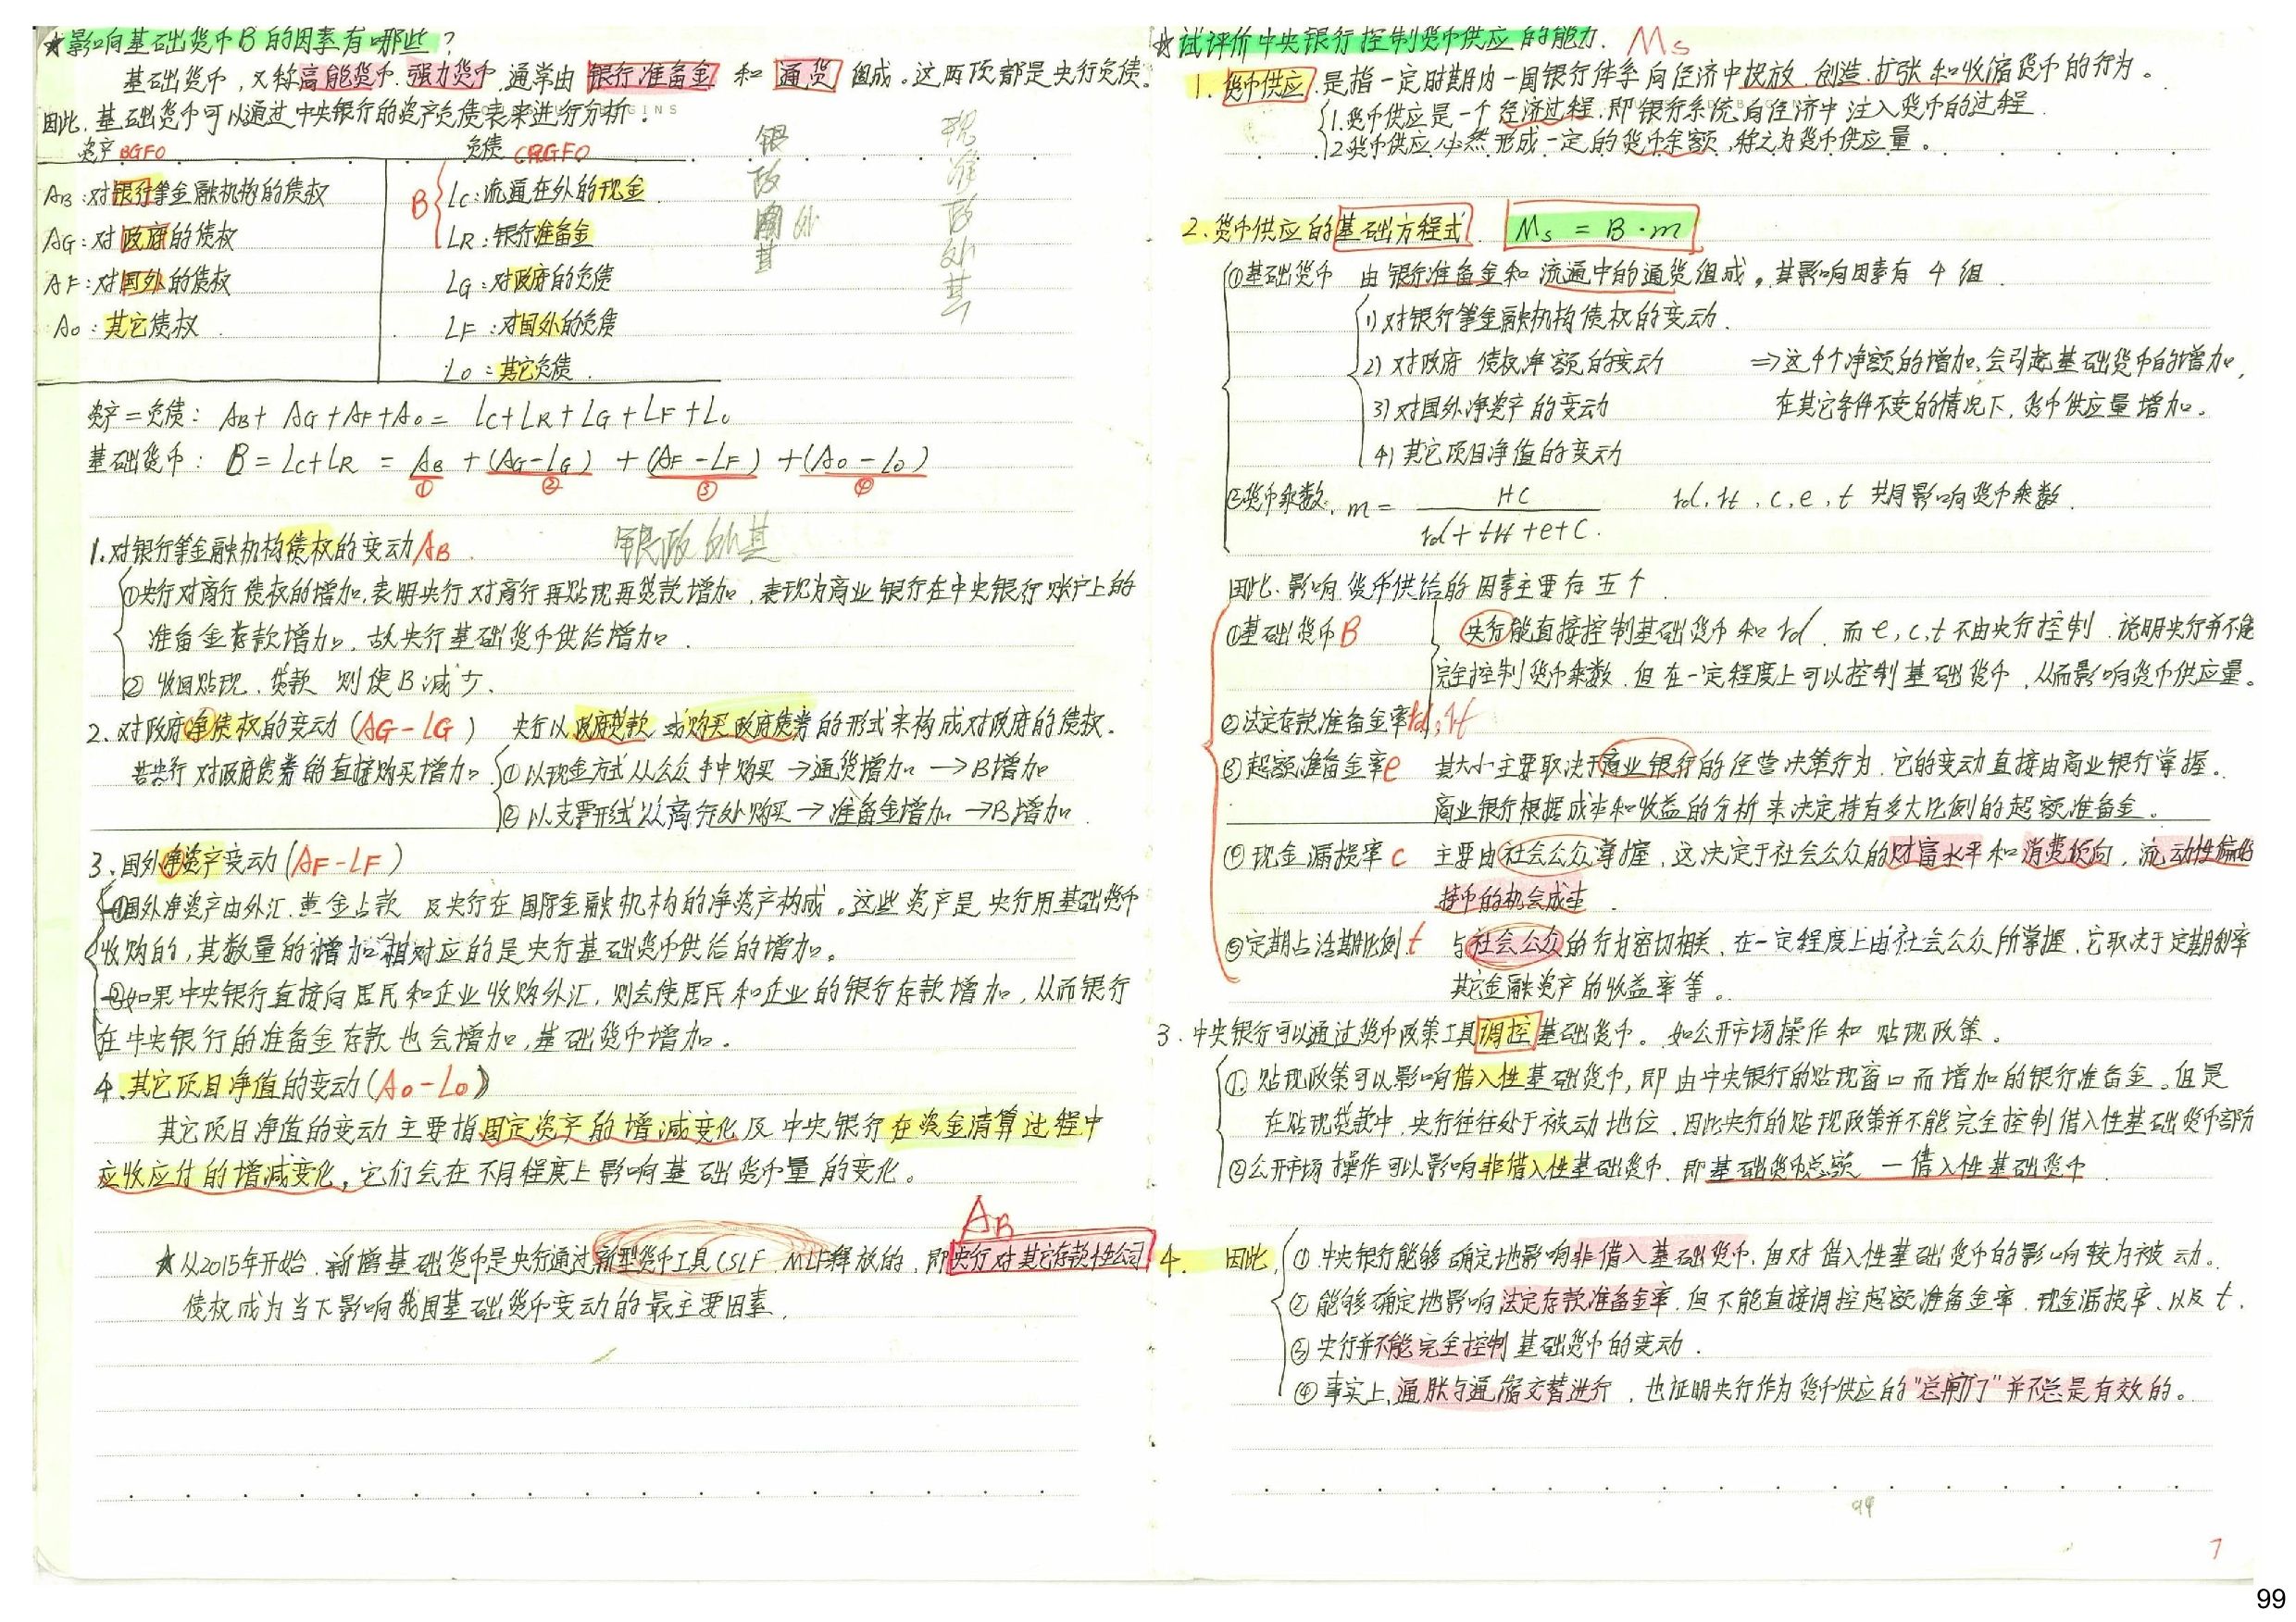 ★影响基础货币B的因素有哪些？
基础货币，又称高能货币、强力货币，通常由 银行准备金 和 通货 组成。这两项都是央行负债。
因此，基础货币可以通过中央银行的资产负债表来进行分析：
资产 BGFO 负债 CRGFO
AB：对银行等金融机构的债权 B LC：流通在外的现金
AG：对政府的债权 LR：银行准备金
AF：对国外的债权 LG：对政府的负债
AO：其它债权 LF：对国外的负债
LO：其它负债
银
政
外
其
现
准
政
外
其
资产=负债： AB + AG + AF + AO = LC + LR + LG + LF + LO
基础货币： B = LC + LR = AB + (AG - LG) + (AF - LF) + (AO - LO)
① ② ③ ④
银政外其
1.对银行等金融机构债权的变动AB
①央行对商行债权的增加，表明央行对商行再贴现再贷款增加，表现为商业银行在中央银行账户上的
准备金存款增加，故央行基础货币供给增加。
② 收回贴现、贷款 则使B减少.
2. 对政府净债权的变动 (AG - LG) 央行以政府贷款或购买政府债券的形式来构成对政府的债权.
若央行对政府债券的直接购买增加 ①以现金方式从公众手中购买 → 通货增加 → B增加
②以支票形式从商行处购买 → 准备金增加 → B增加.
3.国外净资产变动 (AF - LF)
①国外净资产由外汇、黄金占款 及央行在国际金融机构的净资产构成。这些资产是央行用基础货币
收购的，其数量的增加相对应的是央行基础货币供给的增加。
②如果中央银行直接向居民和企业收购外汇，则会使居民和企业的银行存款增加，从而银行
在中央银行的准备金存款也会增加，基础货币增加。
4.其它项目净值的变动 (AO - LO)
其它项目净值的变动主要指固定资产的增减变化及中央银行在资金清算过程中
应收应付的增减变化，它们会在不同程度上影响基础货币量的变化。
AB
★从2015年开始，新增基础货币是央行通过新型货币工具(SLF、MLF释放的，即央行对其它存款性公司
债权成为当下影响我国基础货币变动的最主要因素.
☆试评价中央银行控制货币供应的能力. Ms
1. 货币供应，是指一定时期内一国银行体系向经济中投放、创造、扩张和收缩货币的行为。
1.货币供应是一个经济过程，即银行系统向经济中注入货币的过程
2.货币供应必然形成一定的货币余额，称之为货币供应量。
2.货币供应的基础方程式 Ms = B · m
①基础货币 由银行准备金和流通中的通货组成。其影响因素有 4 组.
1)对银行等金融机构债权的变动.
2)对政府 债权净额的变动 ⇒这4个净额的增加，会引起基础货币的增加，
3)对国外净资产的变动 在其它条件不变的情况下，货币供应量增加。
4)其它项目净值的变动
②货币乘数. m = 1+C / rd + t·rt + e + C. rd, rt, c, e, t 共同影响货币乘数.
因此，影响货币供给的因素主要有五个.
①基础货币B 央行能直接控制基础货币和rd，而e, c, t不由央行控制，说明央行并不能
完全控制货币乘数，但在一定程度上可以控制基础货币，从而影响货币供应量。
②法定存款准备金率rd, rt
③超额准备金率e 其大小主要取决于商业银行的经营决策行为，它的变动直接由商业银行掌握。
商业银行根据成本和收益的分析来决定持有多大比例的超额准备金。
④现金漏损率c 主要由社会公众掌握，这决定于社会公众的财富水平和消费倾向，流动性偏好
持币的机会成本.
⑤定期占活期比例t 与社会公众的行为密切相关，在一定程度上由社会公众所掌握，它取决于定期利率
其它金融资产的收益率等。
3.中央银行可以通过货币政策工具调控基础货币。如公开市场操作和 贴现政策。
①. 贴现政策可以影响借入性基础货币，即由中央银行的贴现窗口而增加的银行准备金。但是
在贴现贷款中，央行往往处于被动地位，因此央行的贴现政策并不能完全控制借入性基础货币部分
②公开市场操作可以影响非借入性基础货币，即基础货币总额 — 借入性基础货币.
4. 因此，① 中央银行能够确定地影响非借入基础货币，但对借入性基础货币的影响较为被动。
② 能够确定地影响法定存款准备金率，但不能直接调控超额准备金率、现金漏损率、以及t.
③ 央行并不能完全控制基础货币的变动.
④ 事实上，通胀与通缩交替进行，也证明央行作为货币供应的"总闸门"并不总是有效的。
94
7
99